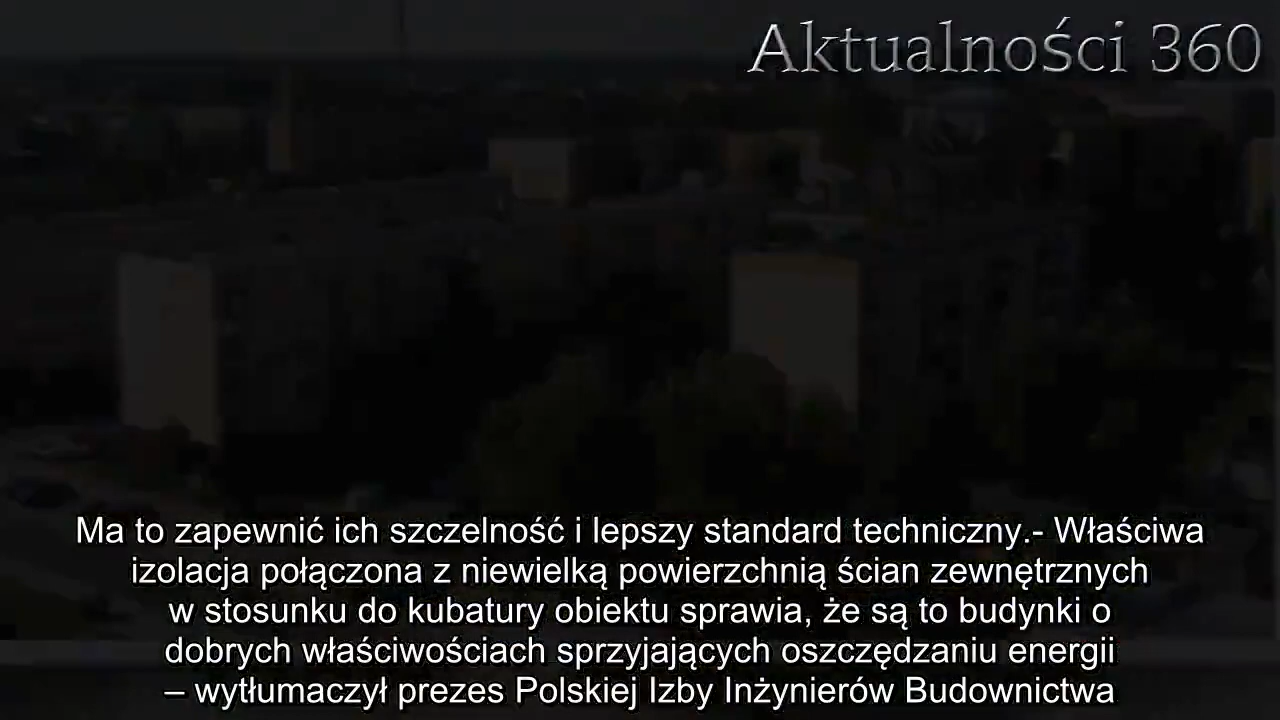 Aktualności 360
Ma to zapewnić ich szczelność i lepszy standard techniczny.- Właściwa
izolacja połączona z niewielką powierzchnią ścian zewnętrznych
w stosunku do kubatury obiektu sprawia, że są to budynki o
dobrych właściwościach sprzyjających oszczędzaniu energii
– wytłumaczył prezes Polskiej Izby Inżynierów Budownictwa